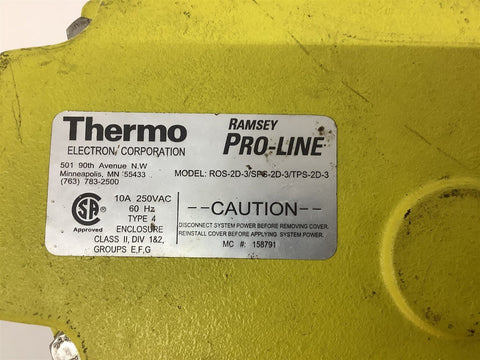 Thermo
ELECTRON CORPORATION
501 90th Avenue N.W
Minneapolis, MN 55433
(763) 783-2500
RAMSEY
PRO-LINE
MODEL: ROS-2D-3/SPS-2D-3/TPS-2D-3
SA
Approved
10A 250VAC
60 Hz
TYPE 4
ENCLOSURE
CLASS II, DIV 1&2,
GROUPS E,F,G
--CAUTION--
DISCONNECT SYSTEM POWER BEFORE REMOVING COVER.
REINSTALL COVER BEFORE APPLYING SYSTEM POWER.
MC #: 158791